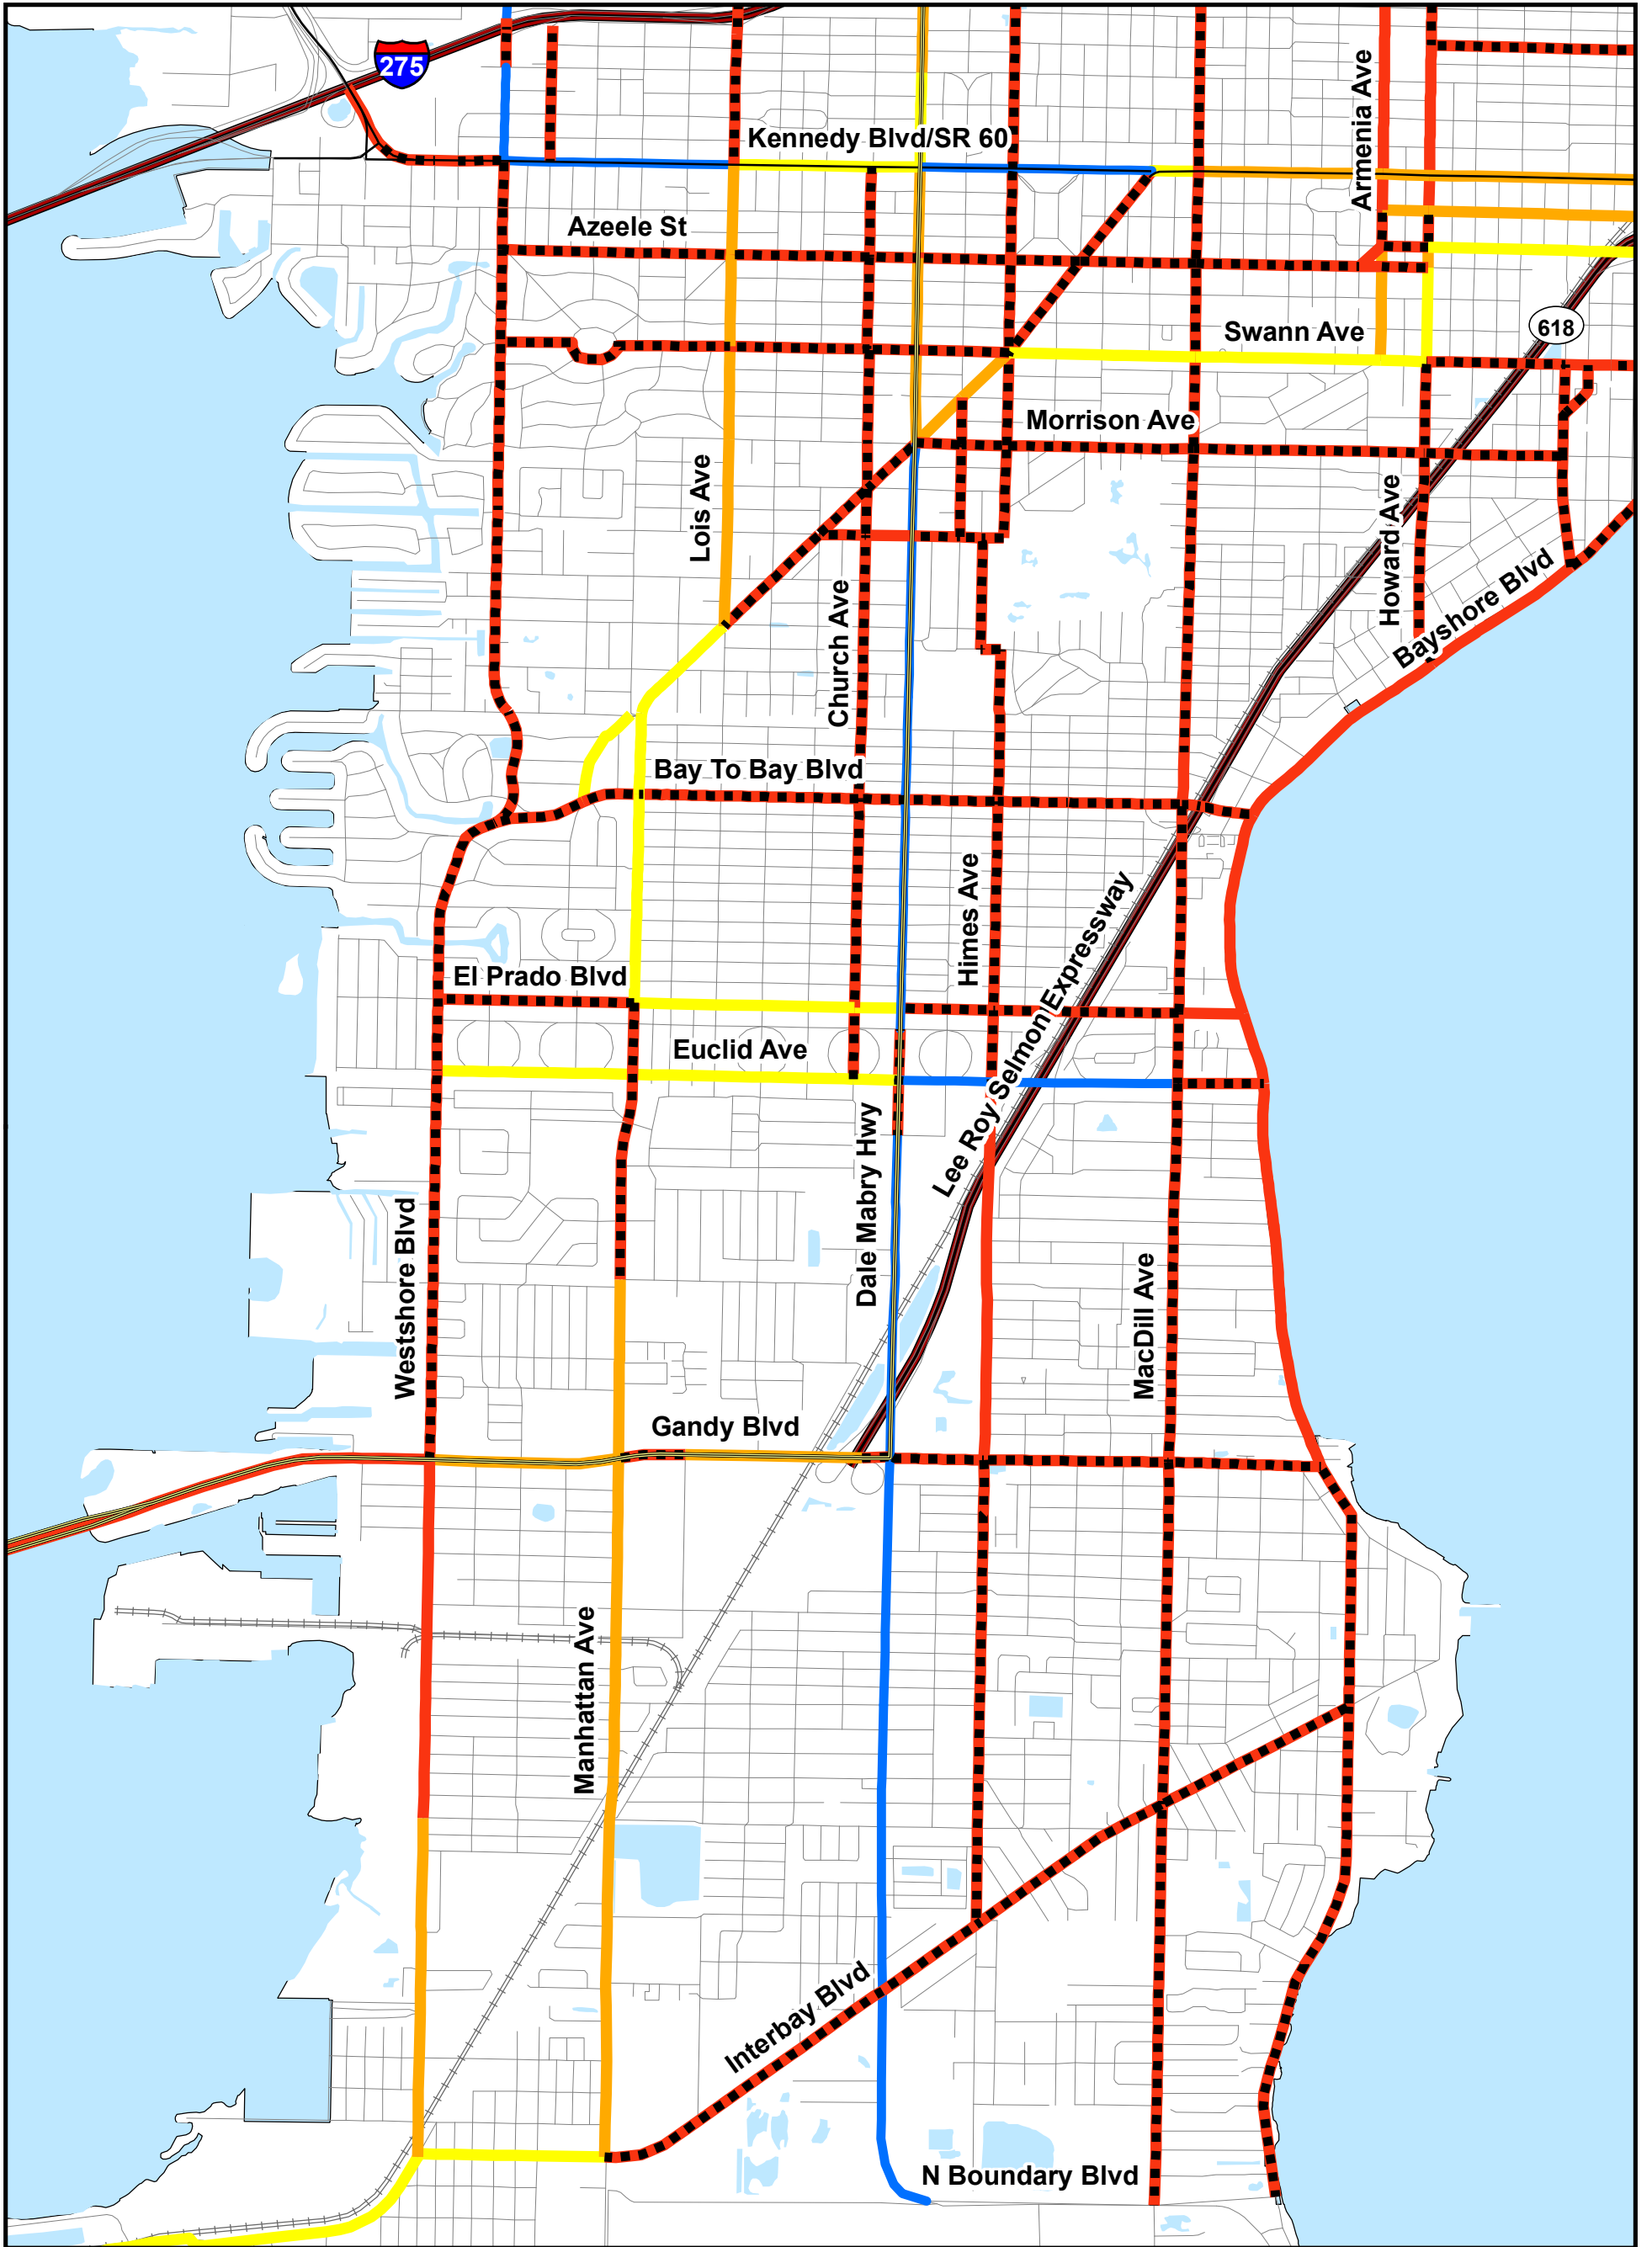 275
Armenia Ave
Kennedy Blvd/SR 60
Azeele St
Swann Ave
618
Morrison Ave
Lois Ave
Howard Ave
Bayshore Blvd
Church Ave
Bay To Bay Blvd
Himes Ave
Lee Roy Selmon Expressway
El Prado Blvd
Euclid Ave
Dale Mabry Hwy
Westshore Blvd
MacDill Ave
Gandy Blvd
Manhattan Ave
Interbay Blvd
N Boundary Blvd